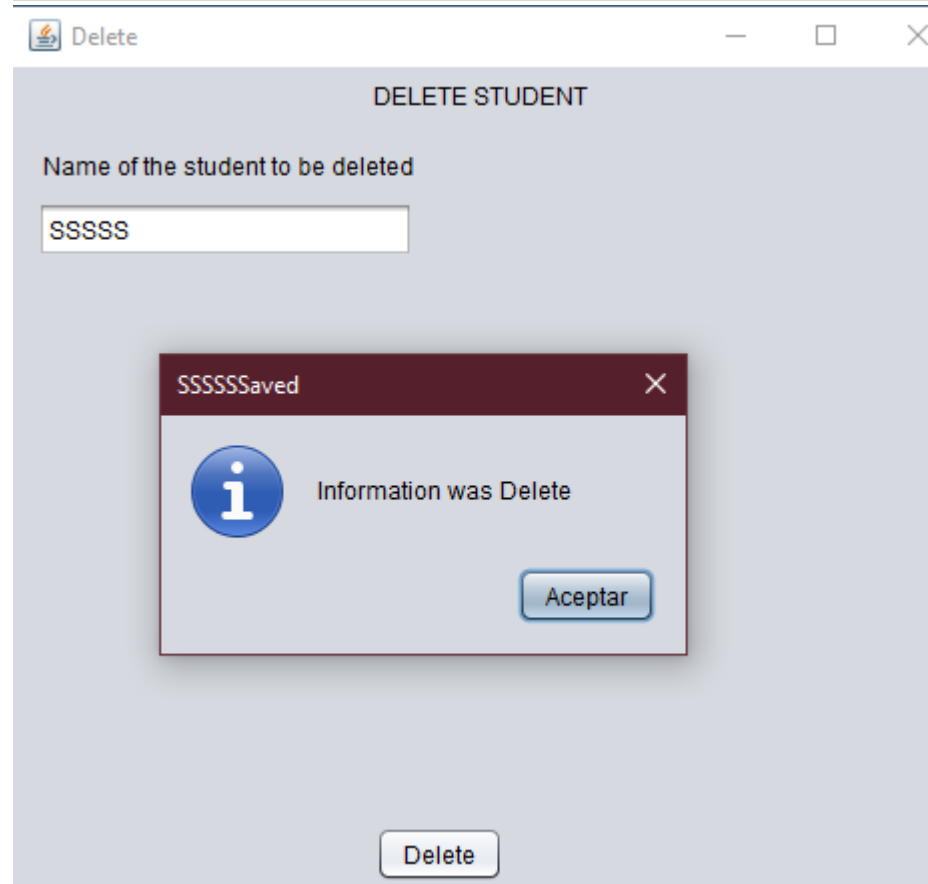 Delete
DELETE STUDENT
Name of the student to be deleted
SSSSS
SSSSSSaved
Information was Delete
Aceptar
Delete